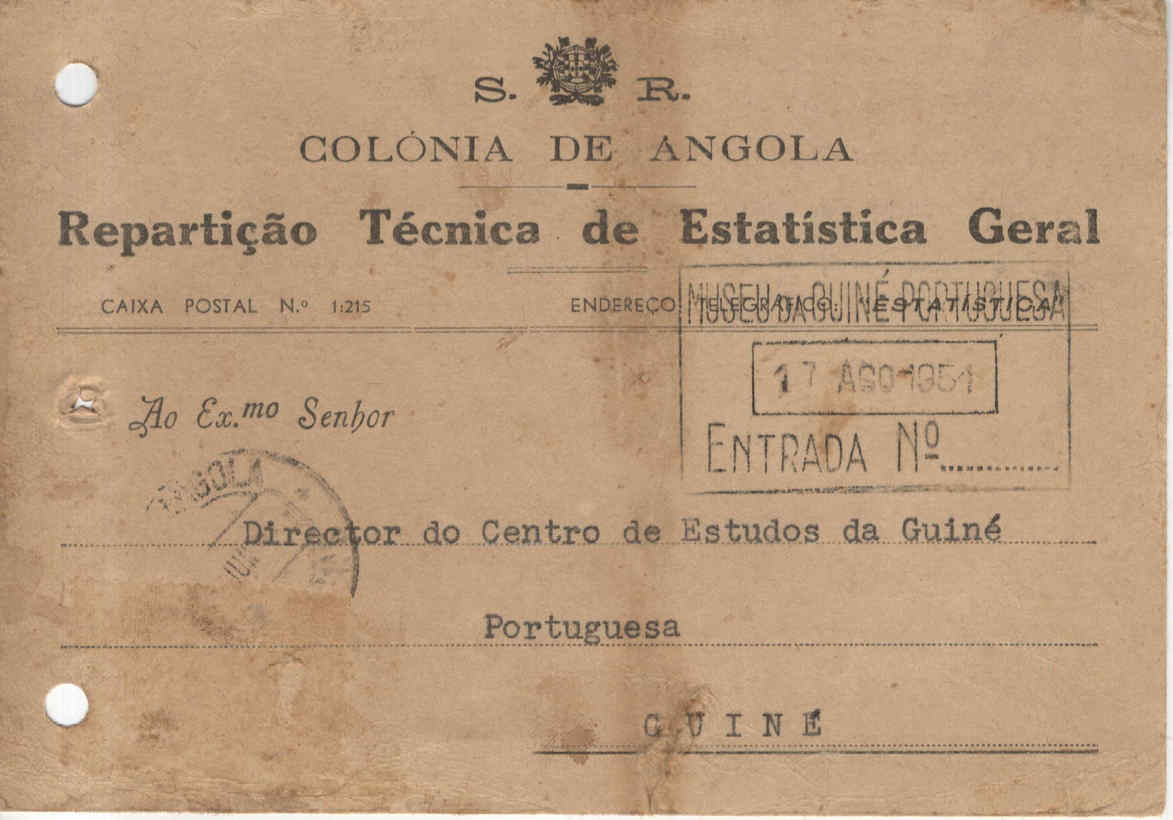 S. R.
COLÓNIA DE ANGOLA
Repartição Técnica de Estatística Geral
CAIXA POSTAL N.º 1:215 ENDEREÇO TELEGRÁFICO: «ESTATÍSTICA»
MUSEU DA GUINÉ PORTUGUESA
17 AGO 1951
ENTRADA Nº
Ao Ex.mo Senhor
ANGOLA
Director do Centro de Estudos da Guiné
Portuguesa
GUINÉ